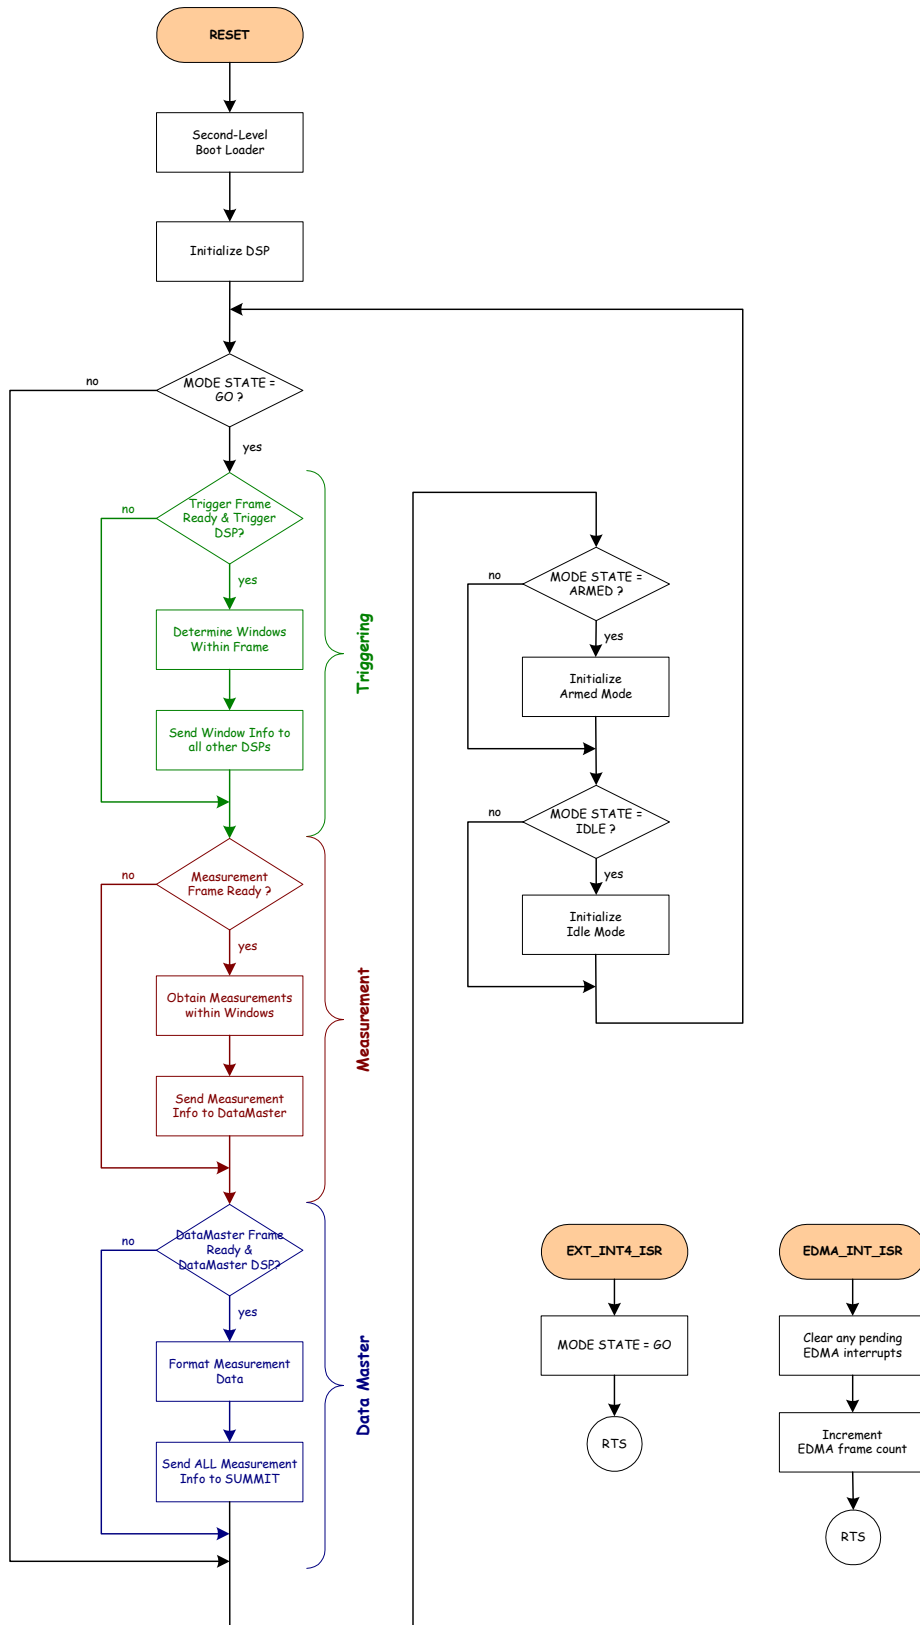 RESET
Second-Level
Boot Loader
Initialize DSP
MODE STATE =
GO ?
no
yes
Trigger Frame
Ready & Trigger
DSP?
no
yes
Determine Windows
Within Frame
Send Window Info to
all other DSPs
Triggering
Measurement
Frame Ready ?
no
yes
Obtain Measurements
within Windows
Send Measurement
Info to DataMaster
Measurement
DataMaster Frame
Ready &
DataMaster DSP?
no
yes
Format Measurement
Data
Send ALL Measurement
Info to SUMMIT
Data Master
MODE STATE =
ARMED ?
no
yes
Initialize
Armed Mode
MODE STATE =
IDLE ?
no
yes
Initialize
Idle Mode
EXT_INT4_ISR
MODE STATE = GO
RTS
EDMA_INT_ISR
Clear any pending
EDMA interrupts
Increment
EDMA frame count
RTS